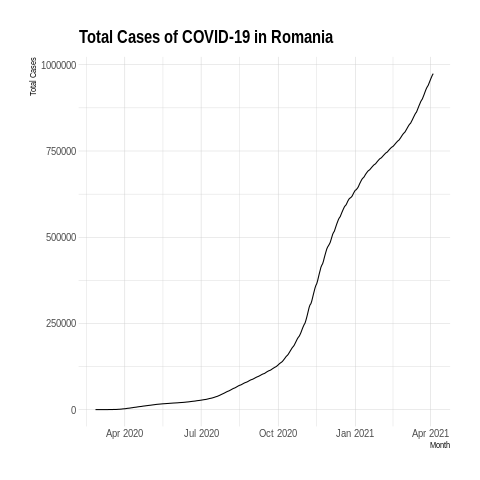 Total Cases of COVID-19 in Romania
Total Cases
1000000
750000
500000
250000
0
Apr 2020 Jul 2020 Oct 2020 Jan 2021 Apr 2021
Month